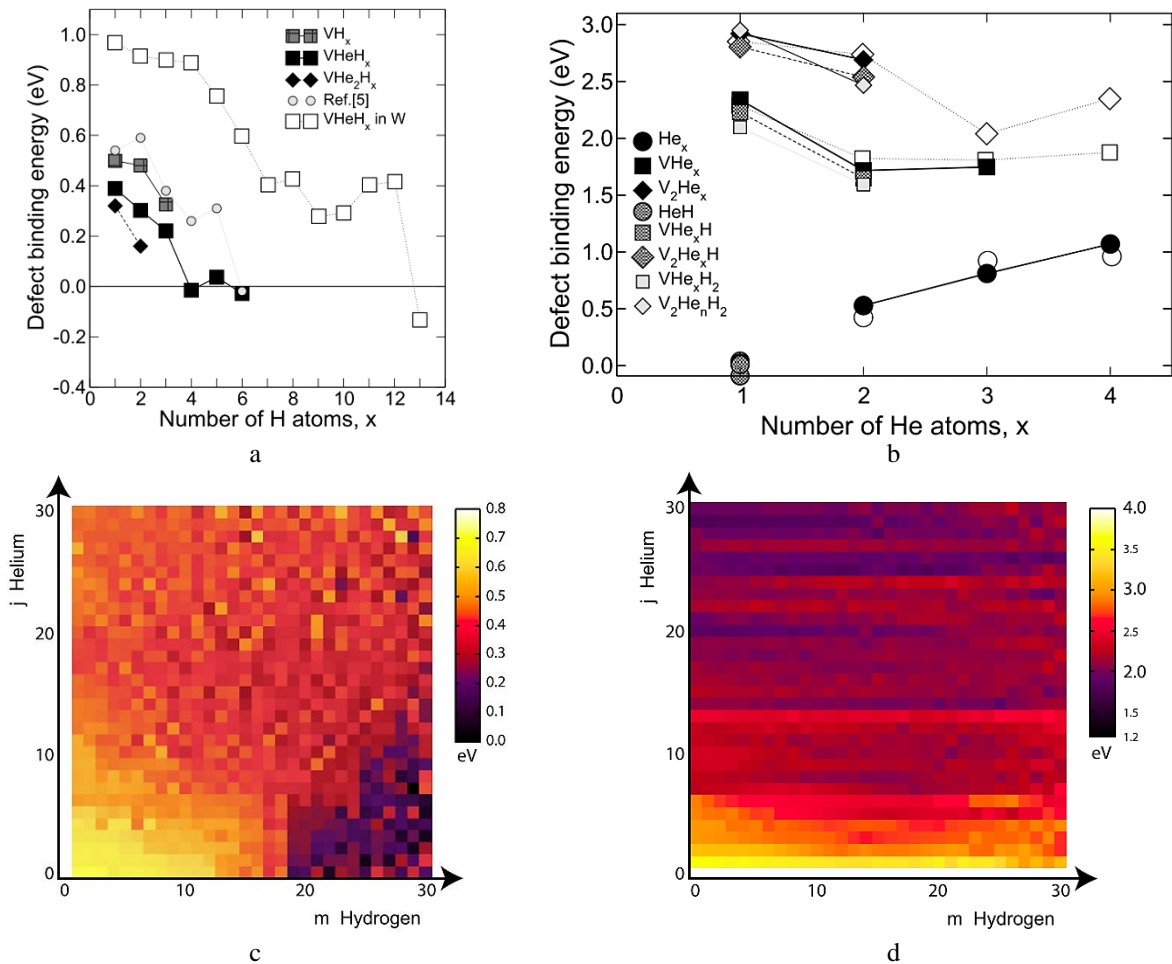 Defect binding energy (eV)
1.0
0.8
0.6
0.4
0.2
0.0
-0.2
-0.4
VHₓ
VHeHₓ
VHe₂Hₓ
Ref.[5]
VHeHₓ in W
0 2 4 6 8 10 12 14
Number of H atoms, x
a
Defect binding energy (eV)
3.0
2.5
2.0
1.5
1.0
0.5
0.0
Heₓ
VHeₓ
V₂Heₓ
HeH
VHeₓH
V₂HeₓH
VHeₓH₂
V₂HeₙH₂
0 1 2 3 4
Number of He atoms, x
b
j Helium
30
20
10
0
0 10 20 30
m Hydrogen
0.8
0.7
0.6
0.5
0.4
0.3
0.2
0.1
0.0
eV
c
j Helium
30
20
10
0
0 10 20 30
m Hydrogen
4.0
3.5
3.0
2.5
2.0
1.5
1.2
eV
d